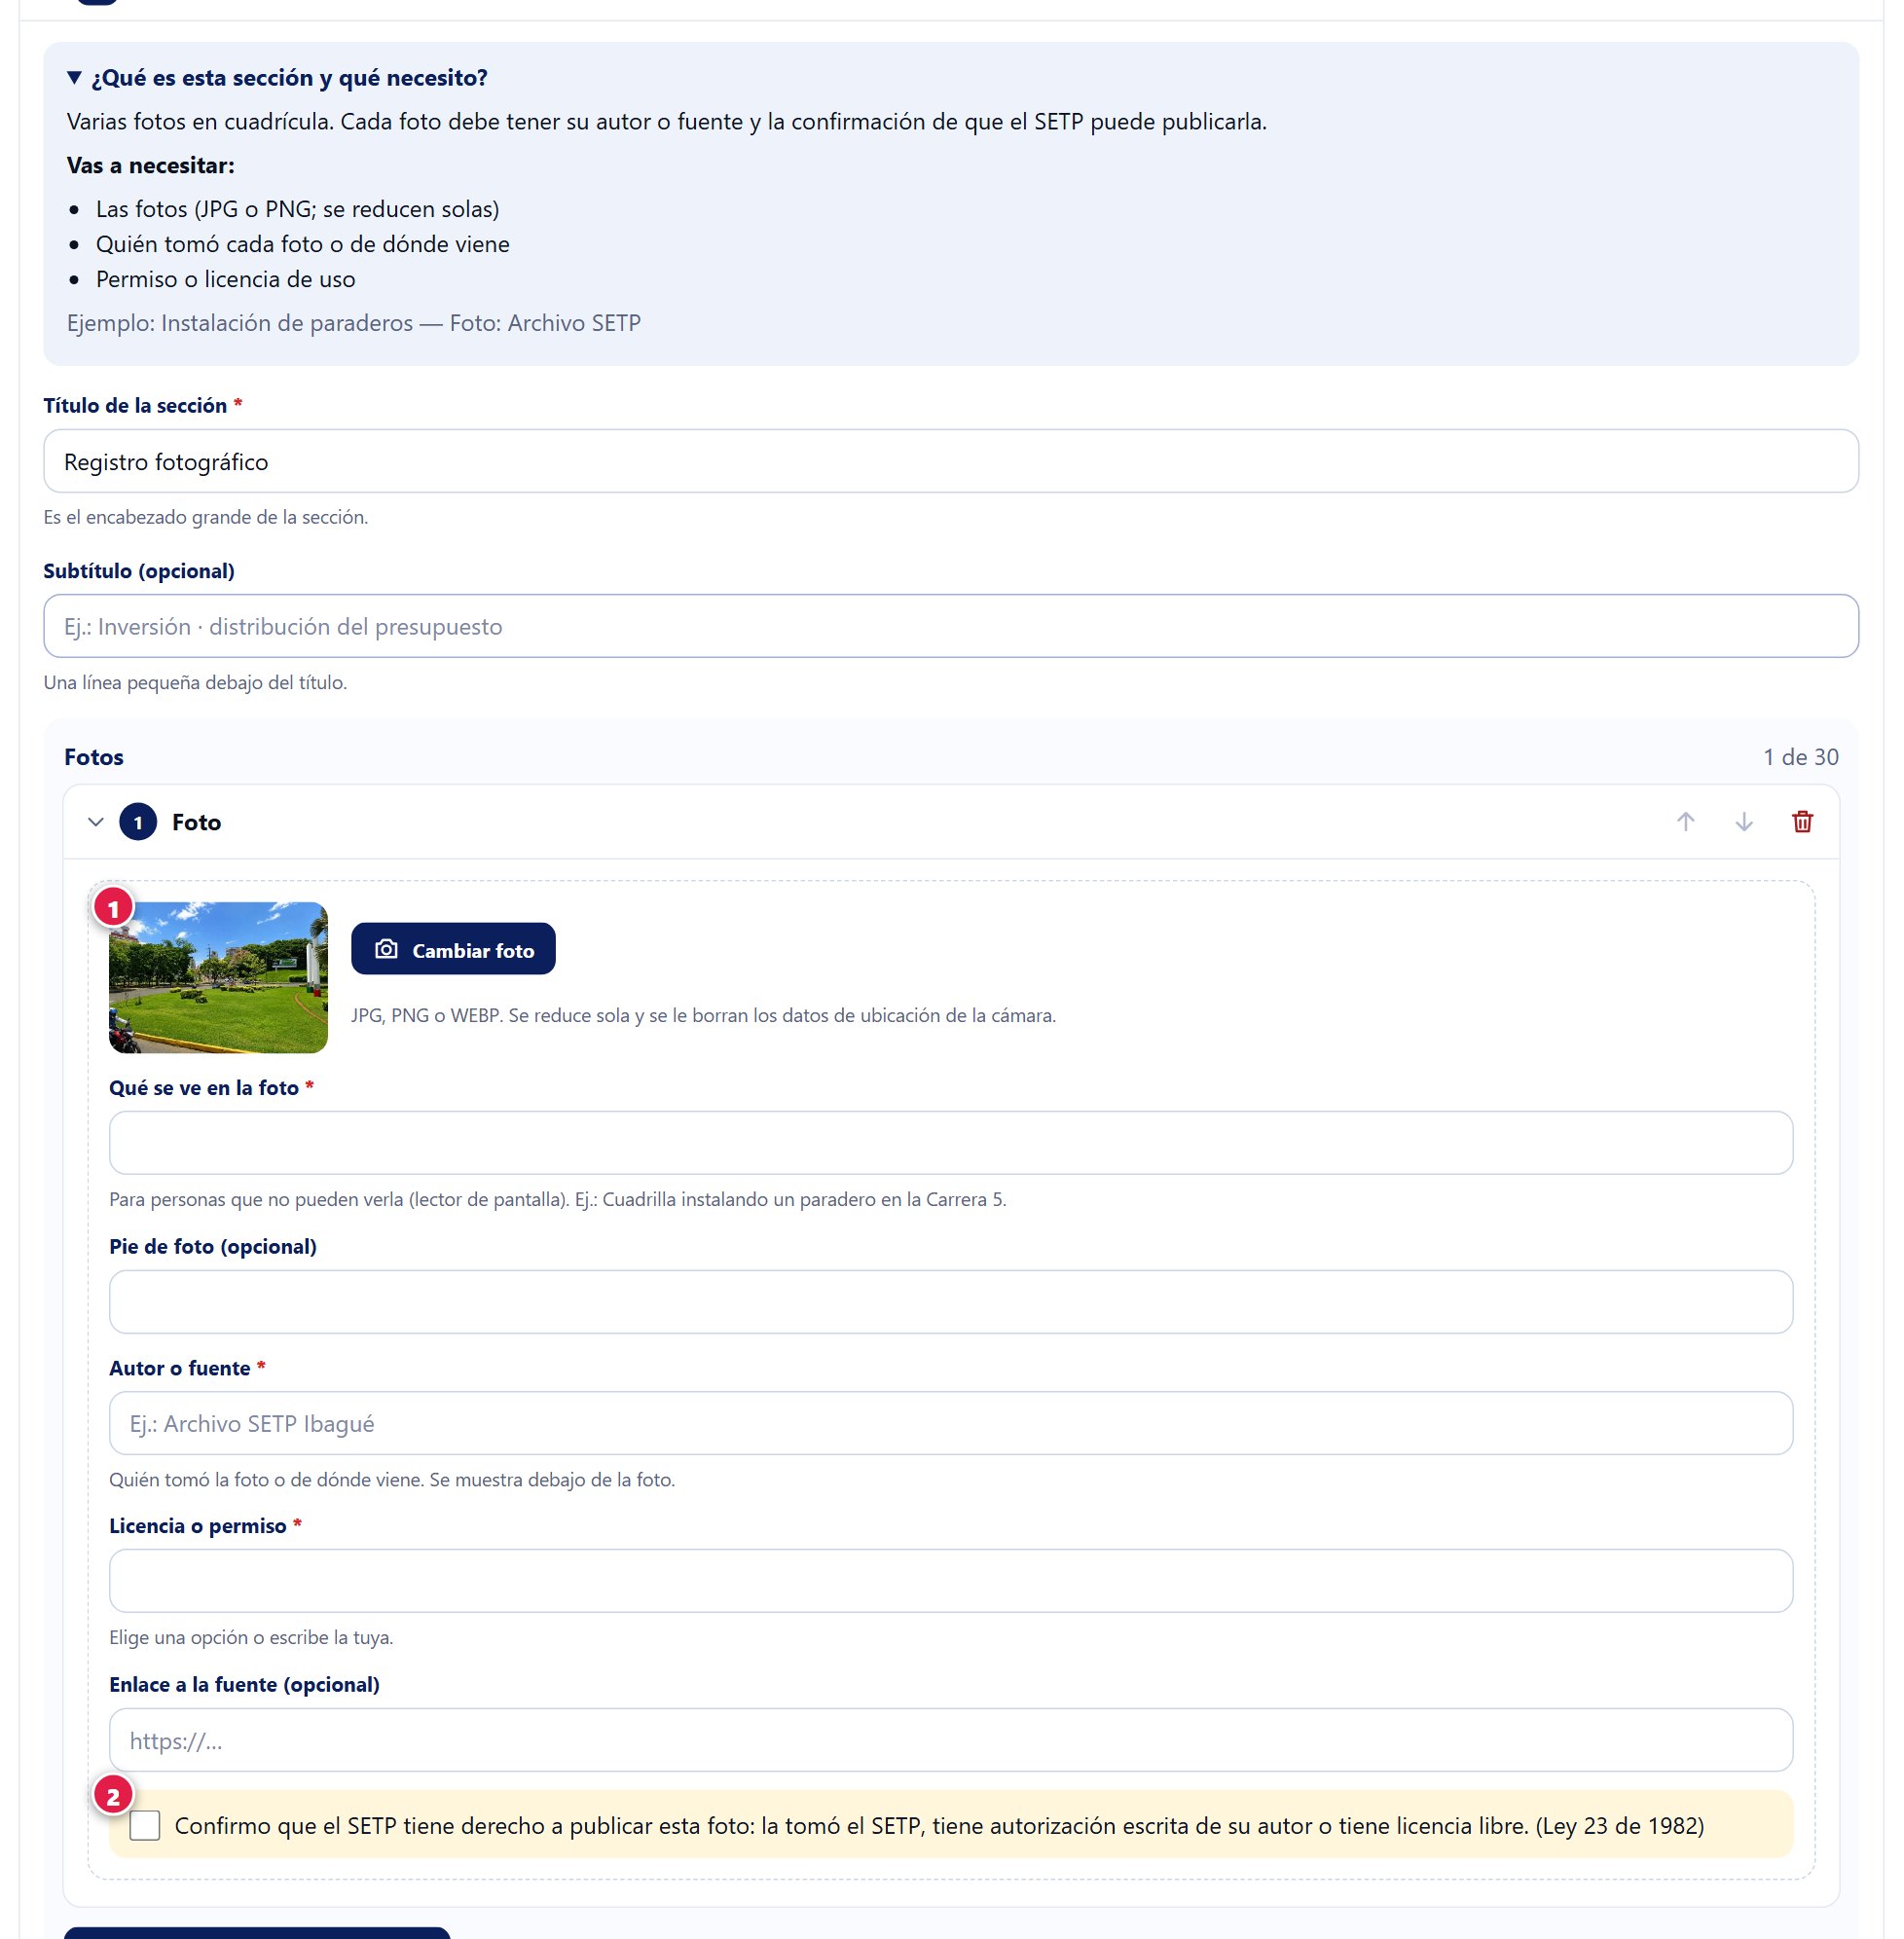 ¿Qué es esta sección y qué necesito?
Varias fotos en cuadrícula. Cada foto debe tener su autor o fuente y la confirmación de que el SETP puede publicarla.
Vas a necesitar:
Las fotos (JPG o PNG; se reducen solas)
Quién tomó cada foto o de dónde viene
Permiso o licencia de uso
Ejemplo: Instalación de paraderos — Foto: Archivo SETP
Título de la sección *
Registro fotográfico
Es el encabezado grande de la sección.
Subtítulo (opcional)
Ej.: Inversión · distribución del presupuesto
Una línea pequeña debajo del título.
Fotos 1 de 30
1 Foto
1
Cambiar foto
JPG, PNG o WEBP. Se reduce sola y se le borran los datos de ubicación de la cámara.
Qué se ve en la foto *
Para personas que no pueden verla (lector de pantalla). Ej.: Cuadrilla instalando un paradero en la Carrera 5.
Pie de foto (opcional)
Autor o fuente *
Ej.: Archivo SETP Ibagué
Quién tomó la foto o de dónde viene. Se muestra debajo de la foto.
Licencia o permiso *
Elige una opción o escribe la tuya.
Enlace a la fuente (opcional)
https://...
2
Confirmo que el SETP tiene derecho a publicar esta foto: la tomó el SETP, tiene autorización escrita de su autor o tiene licencia libre. (Ley 23 de 1982)